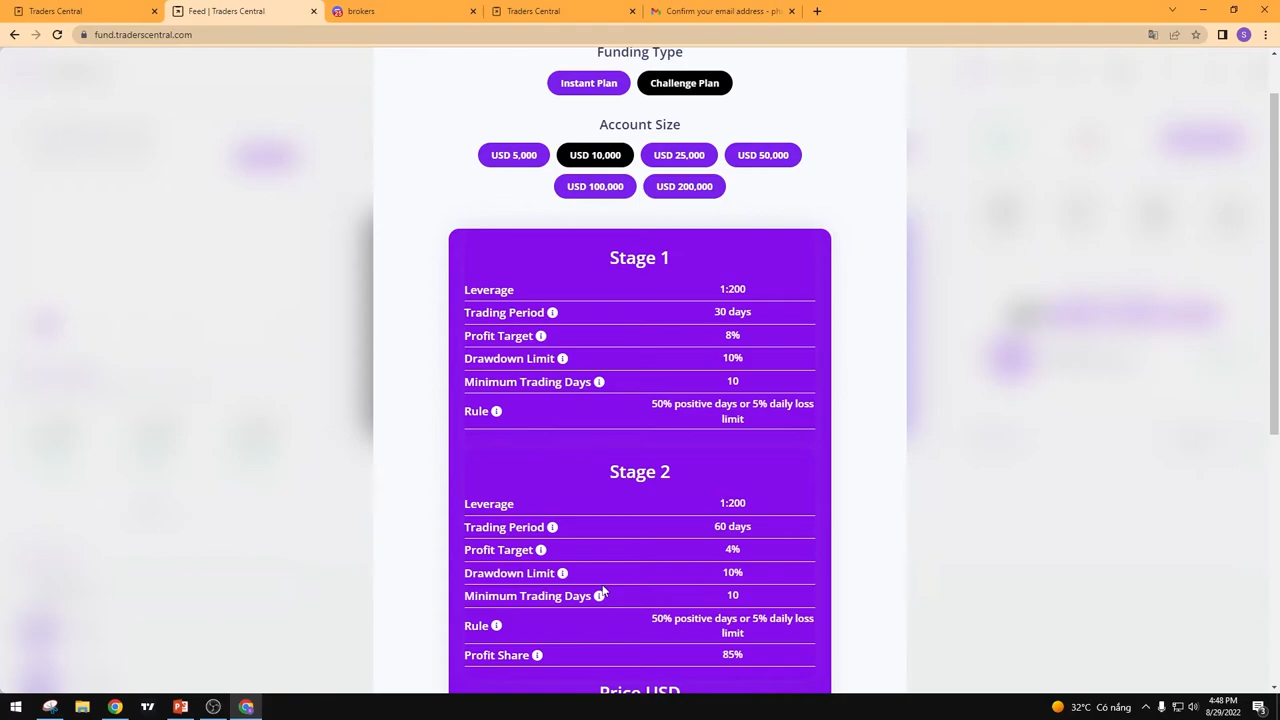 Traders Central
Feed | Traders Central
brokers
Traders Central
Confirm your email address - ph
fund.traderscentral.com
Funding Type
Instant Plan
Challenge Plan
Account Size
USD 5,000
USD 10,000
USD 25,000
USD 50,000
USD 100,000
USD 200,000
Stage 1
Leverage 1:200
Trading Period 30 days
Profit Target 8%
Drawdown Limit 10%
Minimum Trading Days 10
Rule 50% positive days or 5% daily loss
limit
Stage 2
Leverage 1:200
Trading Period 60 days
Profit Target 4%
Drawdown Limit 10%
Minimum Trading Days 10
Rule 50% positive days or 5% daily loss
limit
Profit Share 85%
Price USD
32°C Có nắng
4:48 PM
8/29/2022